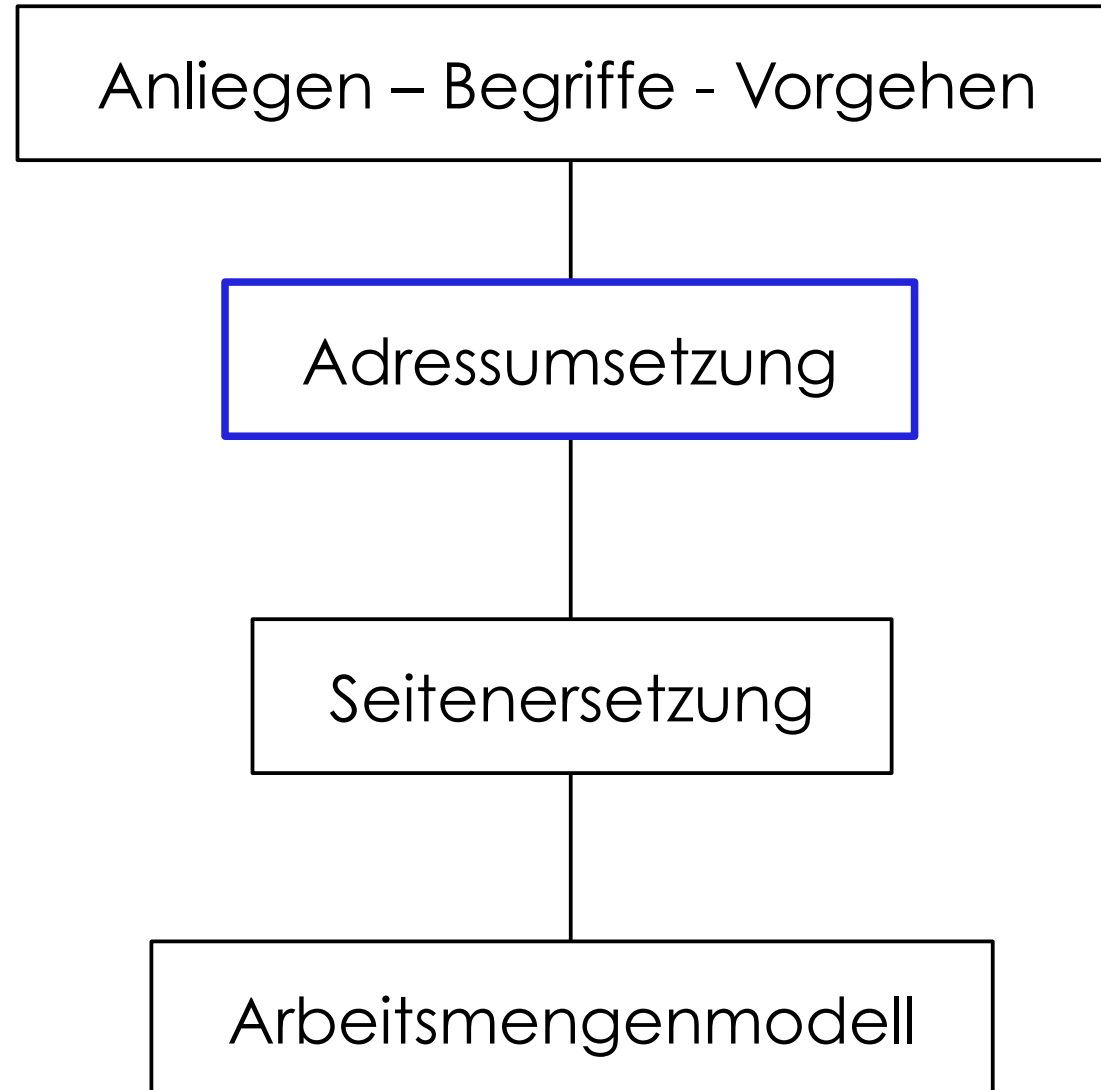 Anliegen – Begriffe - Vorgehen
Adressumsetzung
Seitenersetzung
Arbeitsmengenmodell